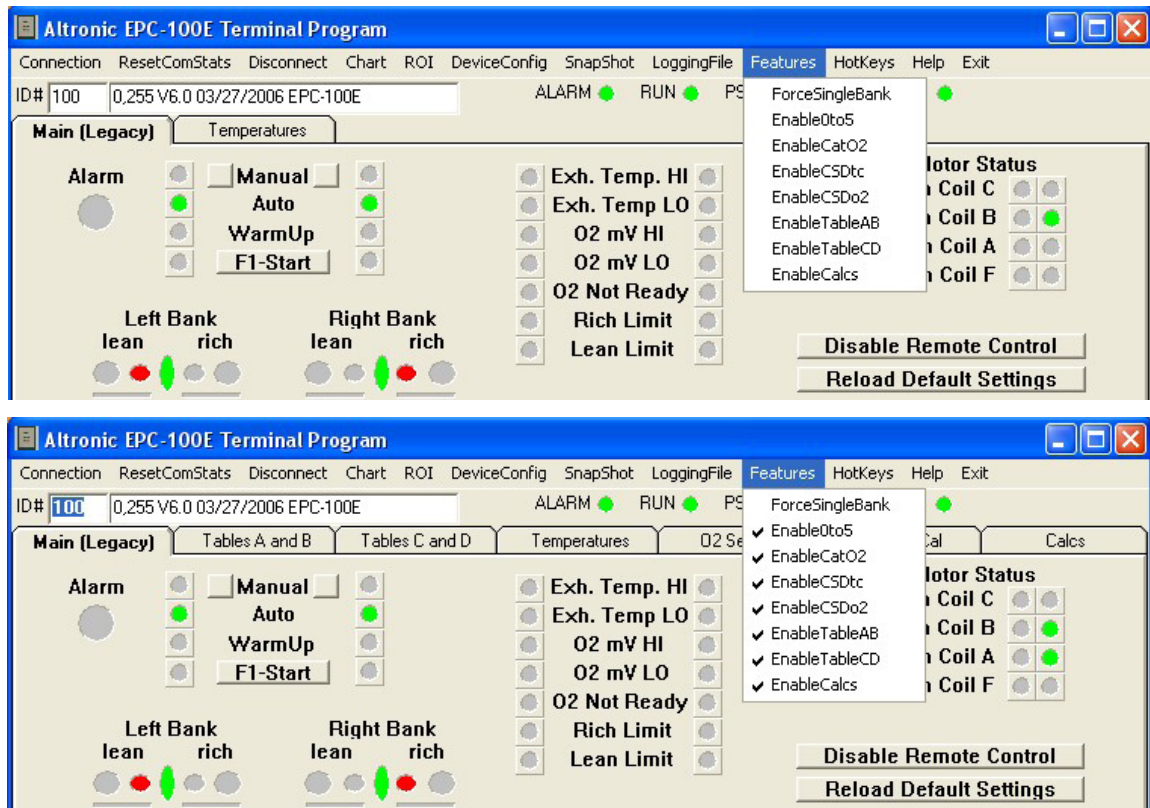 Altronic EPC-100E Terminal Program
Connection ResetComStats Disconnect Chart ROI DeviceConfig SnapShot LoggingFile Features HotKeys Help Exit
ID# 100 0,255 V6.0 03/27/2006 EPC-100E ALARM RUN PS
ForceSingleBank
Enable0to5
EnableCatO2
EnableCSDtc
EnableCSDo2
EnableTableAB
EnableTableCD
EnableCalcs
Main (Legacy) Temperatures
Alarm Manual Exh. Temp. HI Motor Status
Auto Exh. Temp LO Coil C
WarmUp O2 mV HI Coil B
F1-Start O2 mV LO Coil A
O2 Not Ready Coil F
Left Bank Right Bank Rich Limit
lean rich lean rich Lean Limit
Disable Remote Control
Reload Default Settings
Altronic EPC-100E Terminal Program
Connection ResetComStats Disconnect Chart ROI DeviceConfig SnapShot LoggingFile Features HotKeys Help Exit
ID# 100 0,255 V6.0 03/27/2006 EPC-100E ALARM RUN PS
ForceSingleBank
Enable0to5
EnableCatO2
EnableCSDtc
EnableCSDo2
EnableTableAB
EnableTableCD
EnableCalcs
Main (Legacy) Tables A and B Tables C and D Temperatures O2 Se Cal Calcs
Alarm Manual Exh. Temp. HI Motor Status
Auto Exh. Temp LO Coil C
WarmUp O2 mV HI Coil B
F1-Start O2 mV LO Coil A
O2 Not Ready Coil F
Left Bank Right Bank Rich Limit
lean rich lean rich Lean Limit
Disable Remote Control
Reload Default Settings